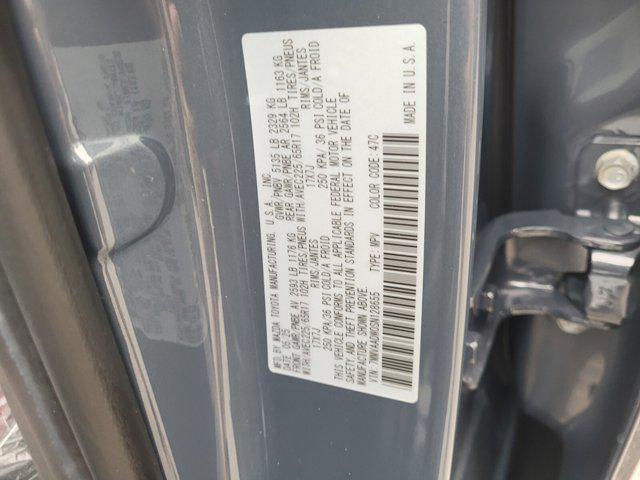 MFD.BY: MAZDA TOYOTA MANUFACTURING, U.S.A., INC.
DATE: 05-25 GVWR/PNBV 5135 LB 2329 KG
FRONT GAWR/PNBE AV 2593 LB 1176 KG REAR GAWR/PNBE AR 2564 LB 1163 KG
WITH:AVEC225/65R17 102H TIRES/PNEUS WITH:AVEC225/65R17 102H TIRES/PNEUS
17X7J RIMS/JANTES 17X7J RIMS/JANTES
250 KPA/36 PSI COLD/A FROID 250 KPA/36 PSI COLD/A FROID
THIS VEHICLE CONFORMS TO ALL APPLICABLE FEDERAL MOTOR VEHICLE
SAFETY, AND THEFT PREVENTION STANDARDS IN EFFECT ON THE DATE OF
MANUFACTURE SHOWN ABOVE.
VIN: TYPE: MPV COLOR CODE:47C
MADE IN U.S.A.